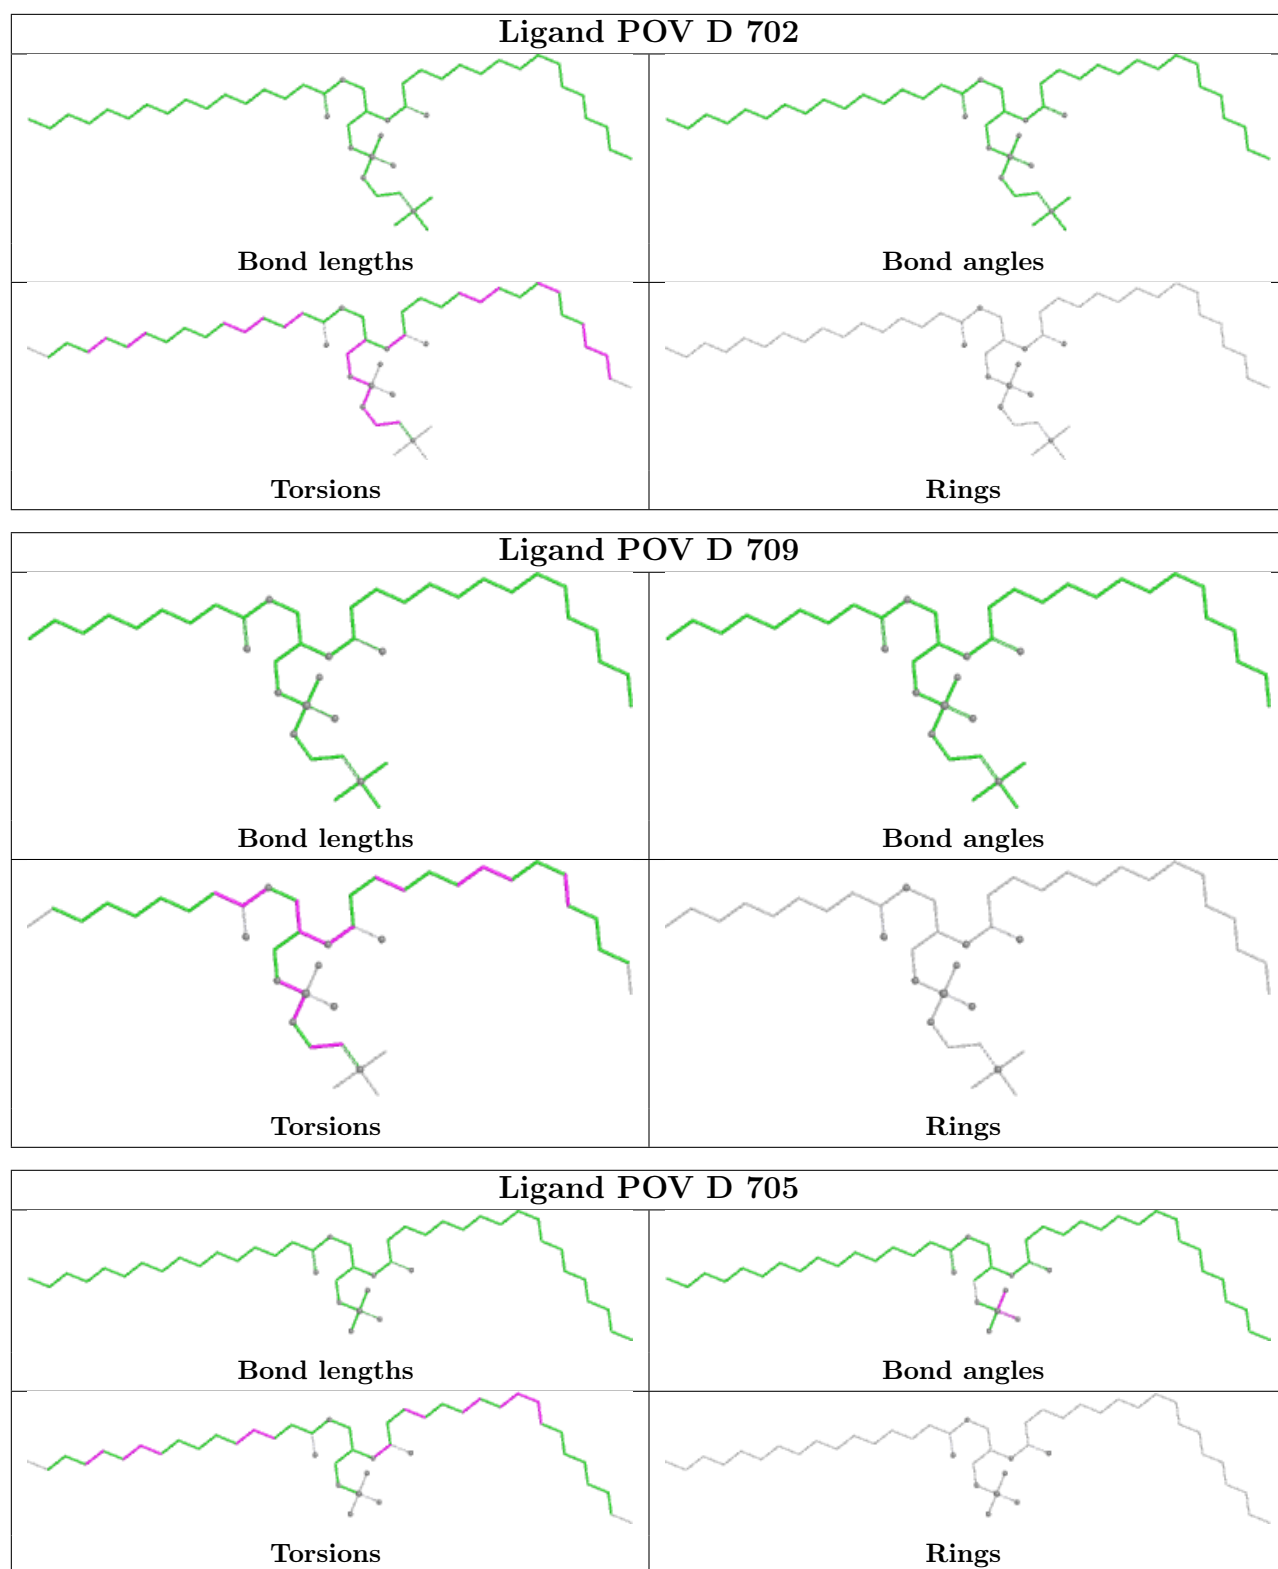 Ligand POV D 702
Bond lengths
Bond angles
Torsions
Rings
Ligand POV D 709
Bond lengths
Bond angles
Torsions
Rings
Ligand POV D 705
Bond lengths
Bond angles
Torsions
Rings